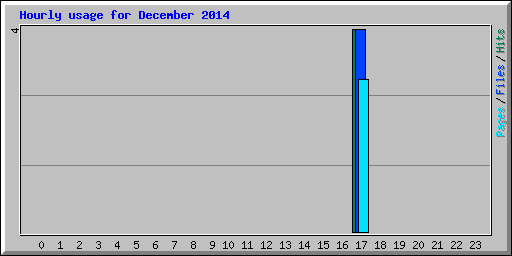 Hourly usage for December 2014
4
Pages/Files/Hits
0 1 2 3 4 5 6 7 8 9 10 11 12 13 14 15 16 17 18 19 20 21 22 23